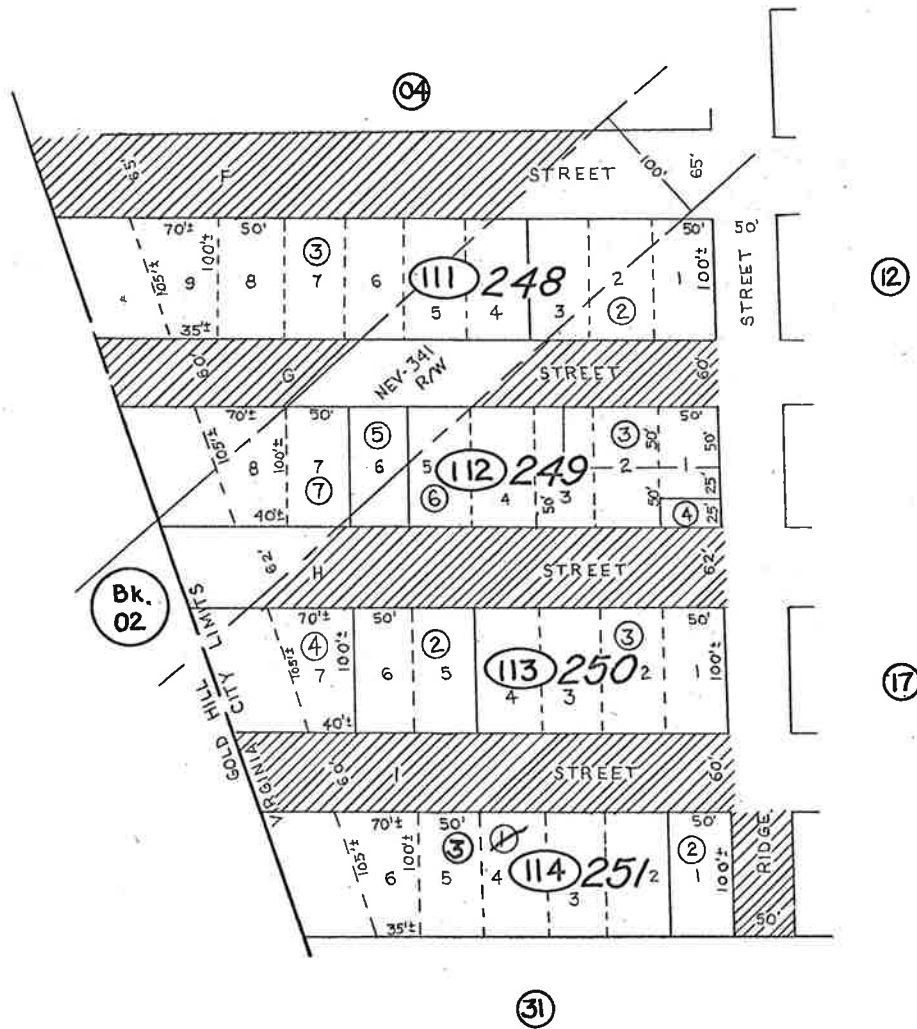 04
65'
F
STREET
100'
65'
70'± 50' 50' STREET 50'
12
105'± 9 100'± 8 3 7 6 111 248 5 4 3 2 2 1 100'±
35'±
60'
G
NEV-341
R/W
STREET
60'
70'± 50' 5 3 50'
105'± 8 100'± 7 7 6 5 6 112 249 4 50' 3 2 50' 50' 1 50' 25' 4 25'
40'±
62'
H
STREET
62'
Bk.
02
GOLD HILL
VIRGINIA CITY LIMITS
70'± 50' 2 3 50'
105'± 4 7 100'± 6 5 113 250 4 3 2 1 100'±
17
40'±
60'
I
STREET
60'
70'± 50' 1 50'
105'± 6 100'± 3 5 4 114 251 3 2 2 1 100'± RIDGE
35'±
50'
31